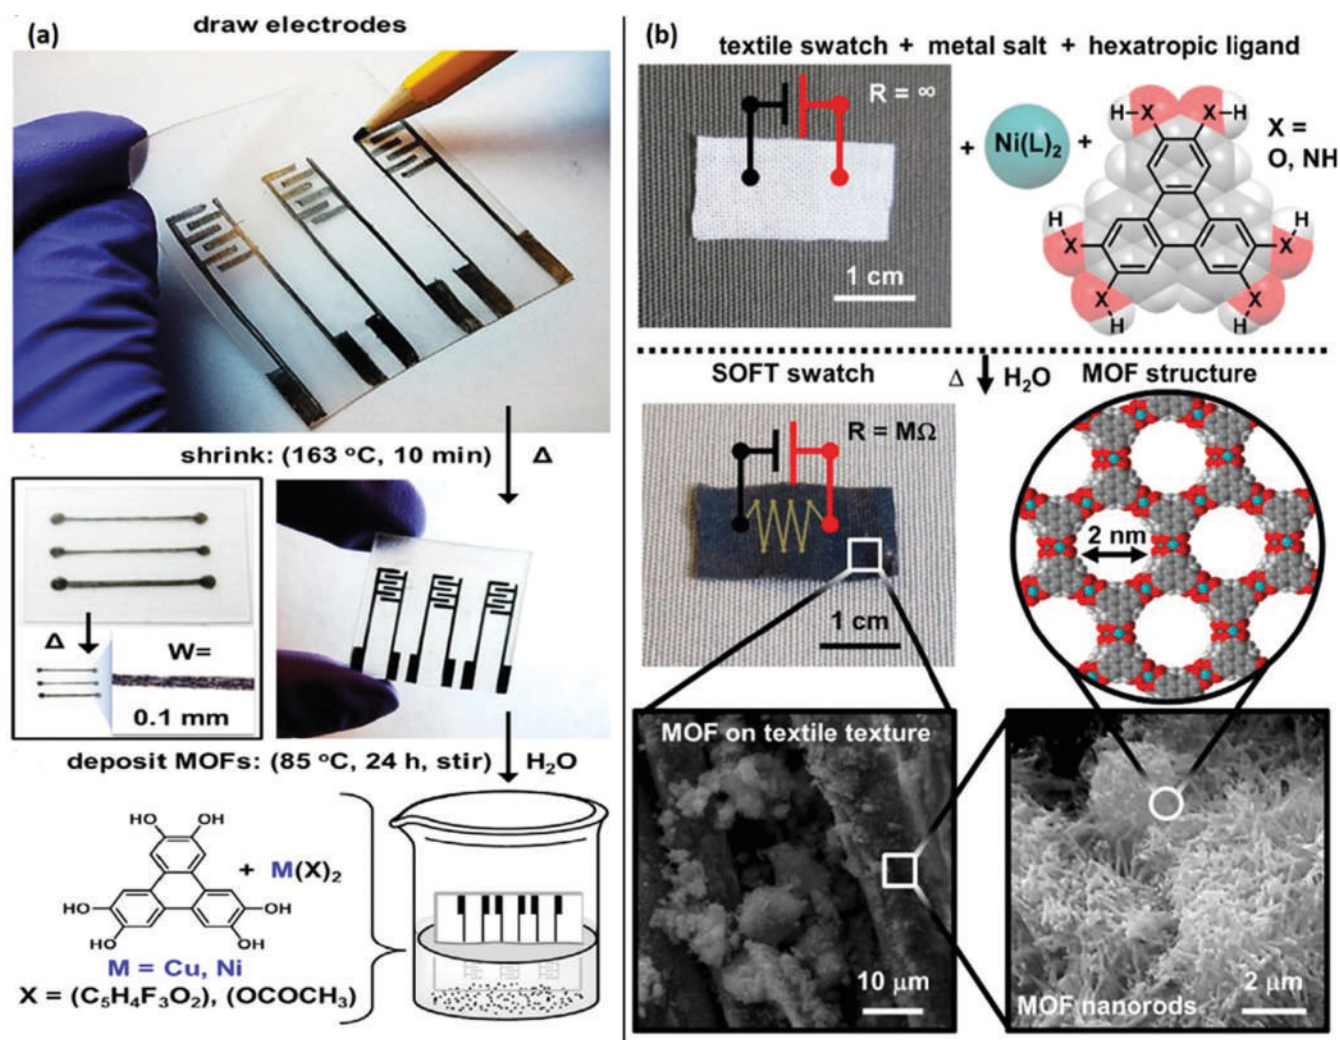 (a)
draw electrodes
shrink: (163 °C, 10 min)
Δ
Δ
W=
0.1 mm
deposit MOFs: (85 °C, 24 h, stir)
H₂O
HO
OH
HO
OH
HO
OH
+ M(X)₂
M = Cu, Ni
X = (C₅H₄F₃O₂), (OCOCH₃)
(b)
textile swatch + metal salt + hexatropic ligand
R = ∞
1 cm
+
Ni(L)₂
+
H-X
X-H
X =
O, NH
H
X
H
X
X
H
X
H
SOFT swatch
Δ
H₂O
MOF structure
R = MΩ
1 cm
2 nm
MOF on textile texture
10 μm
MOF nanorods
2 μm